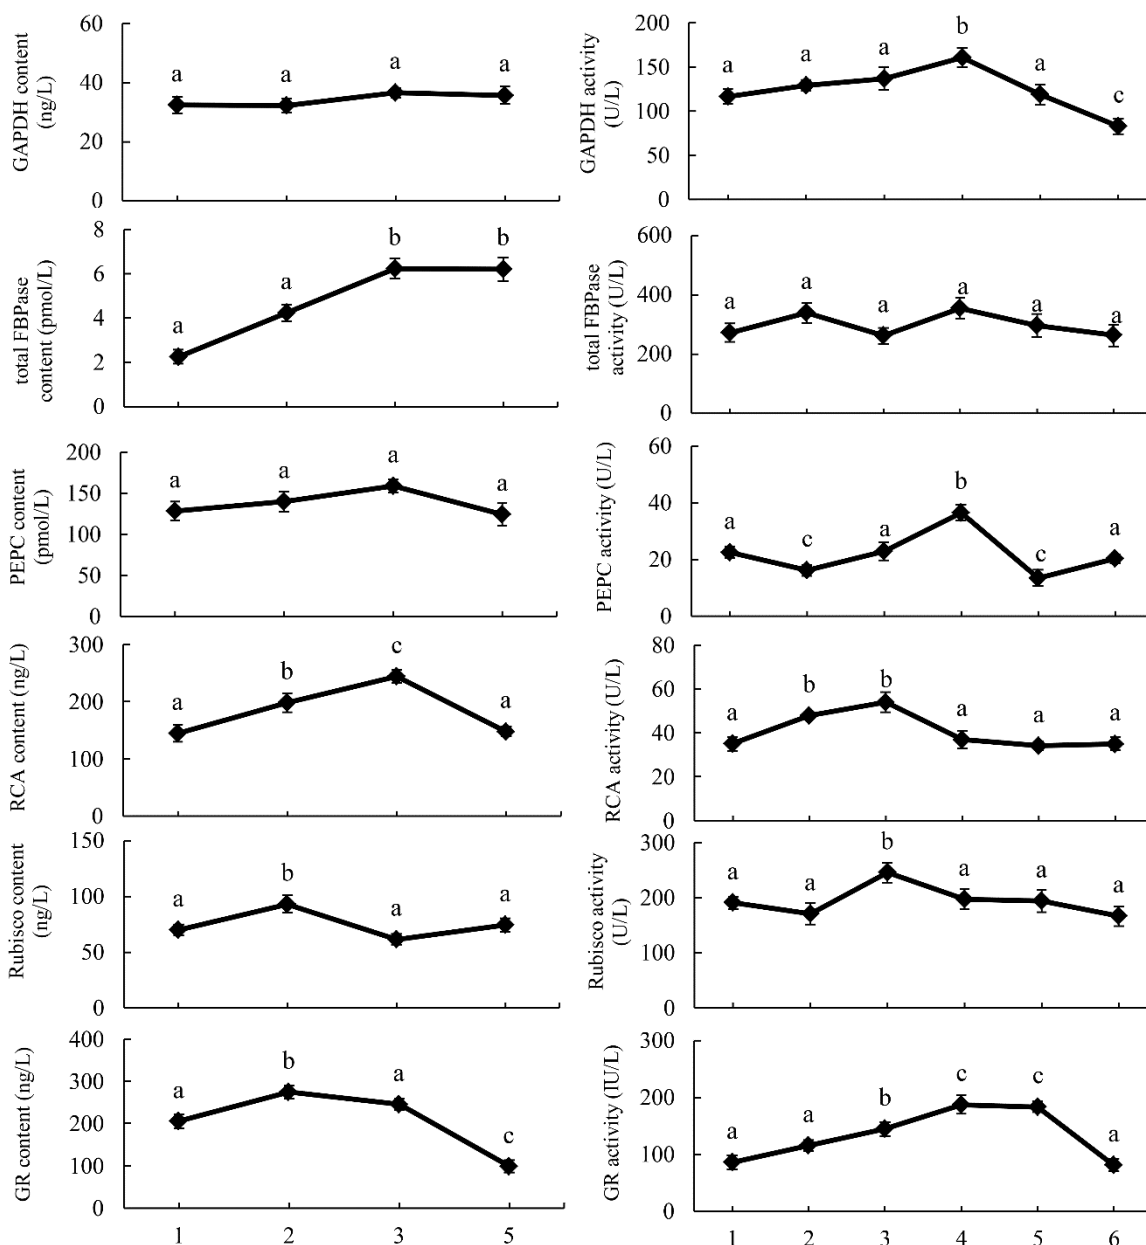 GAPDH content
(ng/L)
60
40
20
0
a a a a
GAPDH activity
(U/L)
200
150
100
50
0
a a a b a c
total FBPase
content (pmol/L)
8
6
4
2
0
a a b b
total FBPase
activity (U/L)
600
400
200
0
a a a a a a
PEPC content
(pmol/L)
200
150
100
50
0
a a a a
PEPC activity (U/L)
60
40
20
0
a c a b c a
RCA content (ng/L)
300
200
100
0
a b c a
RCA activity (U/L)
80
60
40
20
0
a b b a a a
Rubisco content
(ng/L)
150
100
50
0
a b a a
Rubisco activity
(U/L)
300
200
100
0
a a b a a a
GR content (ng/L)
400
300
200
100
0
a b a c
1 2 3 5
GR activity (IU/L)
300
200
100
0
a a b c c a
1 2 3 4 5 6